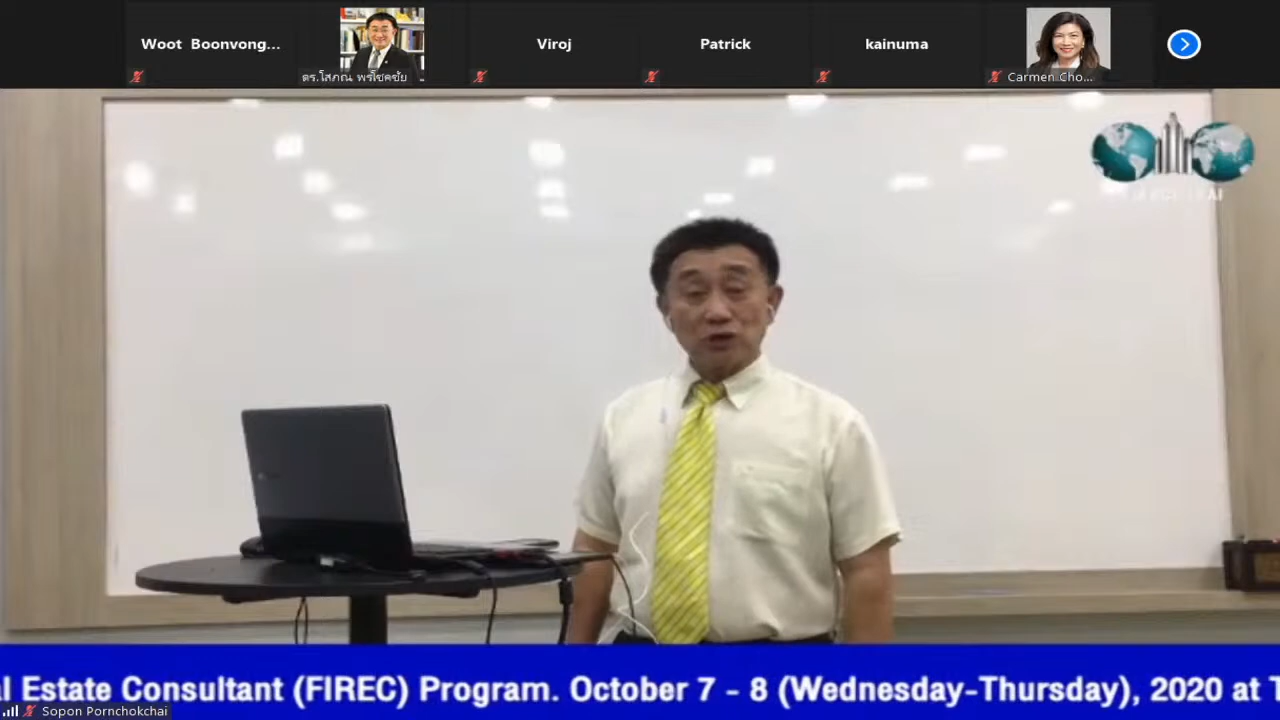 Woot Boonvong...
Viroj
Patrick
kainuma
ดร.โสภณ พรโชคชัย
Carmen Cho...
al Estate Consultant (FIREC) Program. October 7 - 8 (Wednesday-Thursday), 2020 at T
Sopon Pornchokchai